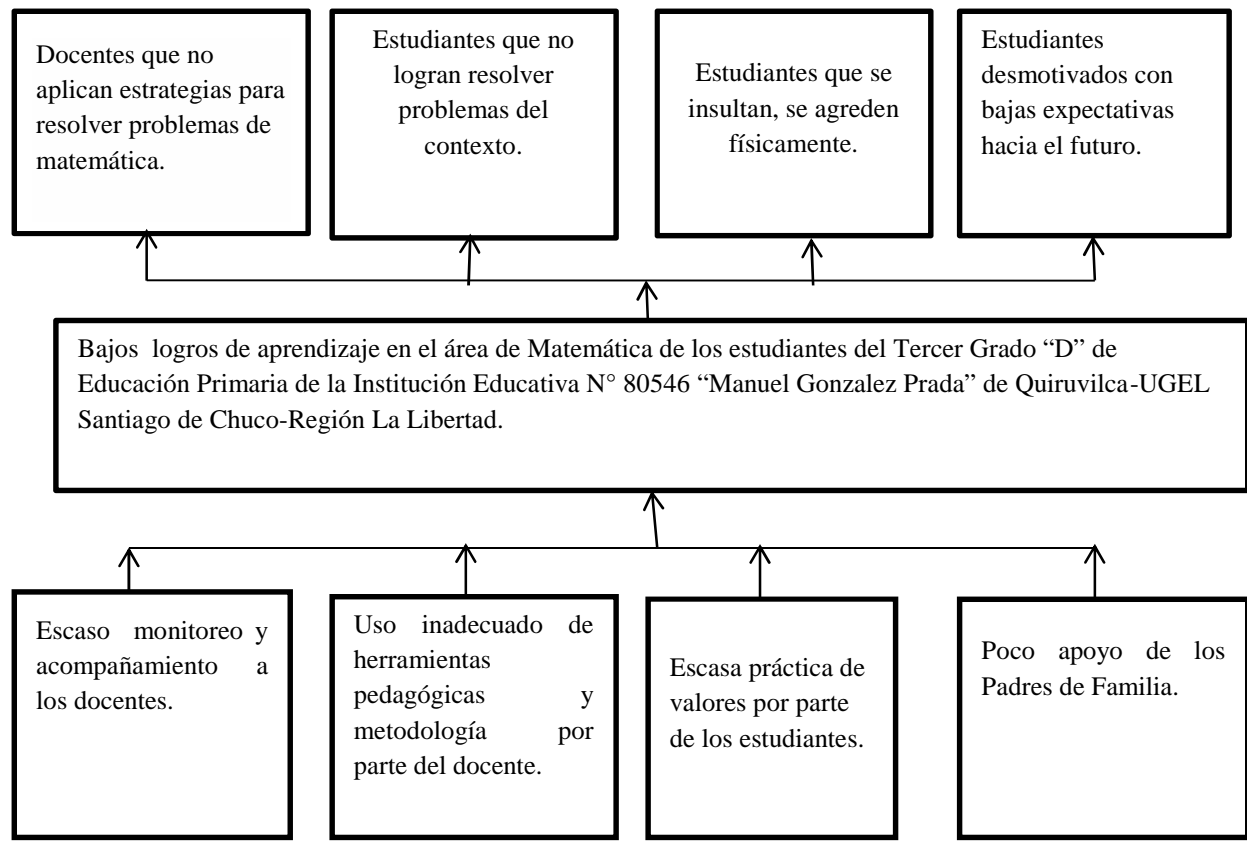 Docentes que no
aplican estrategias para
resolver problemas de
matemática.
Estudiantes que no
logran resolver
problemas del
contexto.
Estudiantes que se
insultan, se agreden
físicamente.
Estudiantes
desmotivados con
bajas expectativas
hacia el futuro.
Bajos logros de aprendizaje en el área de Matemática de los estudiantes del Tercer Grado “D” de
Educación Primaria de la Institución Educativa N° 80546 “Manuel Gonzalez Prada” de Quiruvilca-UGEL
Santiago de Chuco-Región La Libertad.
Escaso monitoreo y
acompañamiento a
los docentes.
Uso inadecuado de
herramientas
pedagógicas y
metodología por
parte del docente.
Escasa práctica de
valores por parte
de los estudiantes.
Poco apoyo de los
Padres de Familia.